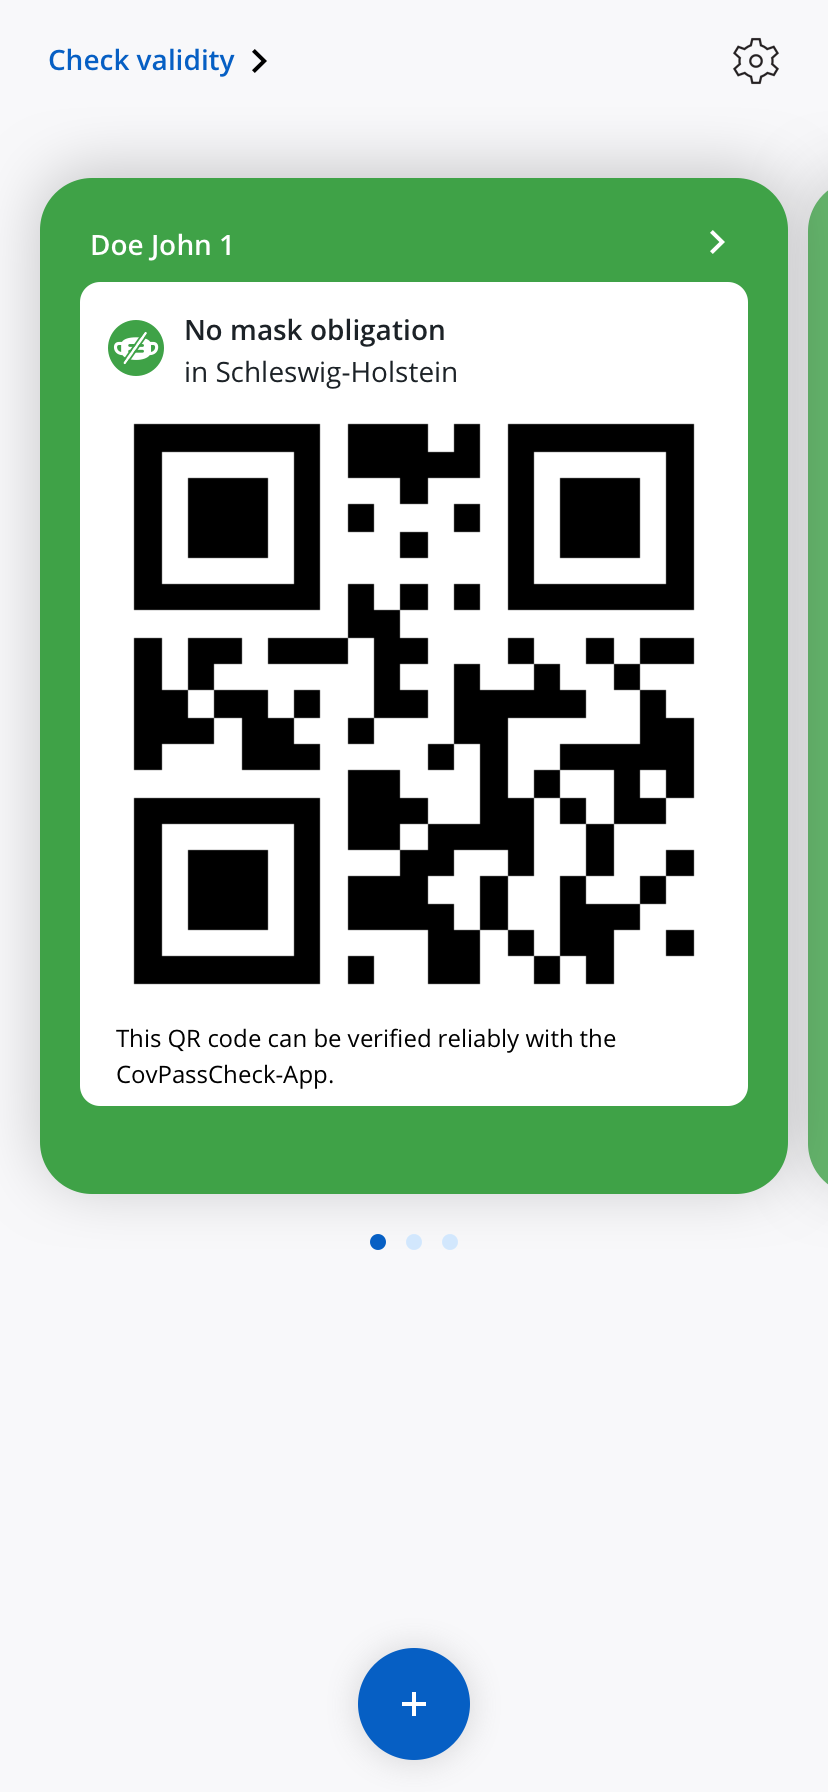 Check validity
Doe John 1
No mask obligation
in Schleswig-Holstein
This QR code can be verified reliably with the
CovPassCheck-App.